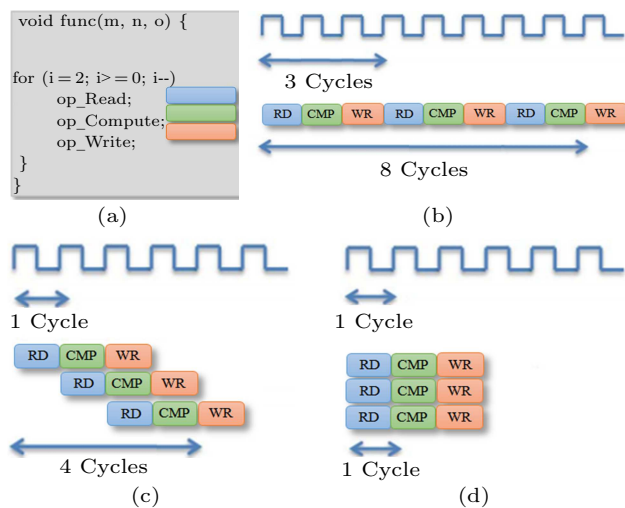 void func(m, n, o) {
for (i = 2; i>= 0; i--)
op_Read;
op_Compute;
op_Write;
}
}
(a)
3 Cycles
RD CMP WR RD CMP WR RD CMP WR
8 Cycles
(b)
1 Cycle
RD CMP WR
RD CMP WR
RD CMP WR
4 Cycles
(c)
1 Cycle
RD CMP WR
RD CMP WR
RD CMP WR
1 Cycle
(d)